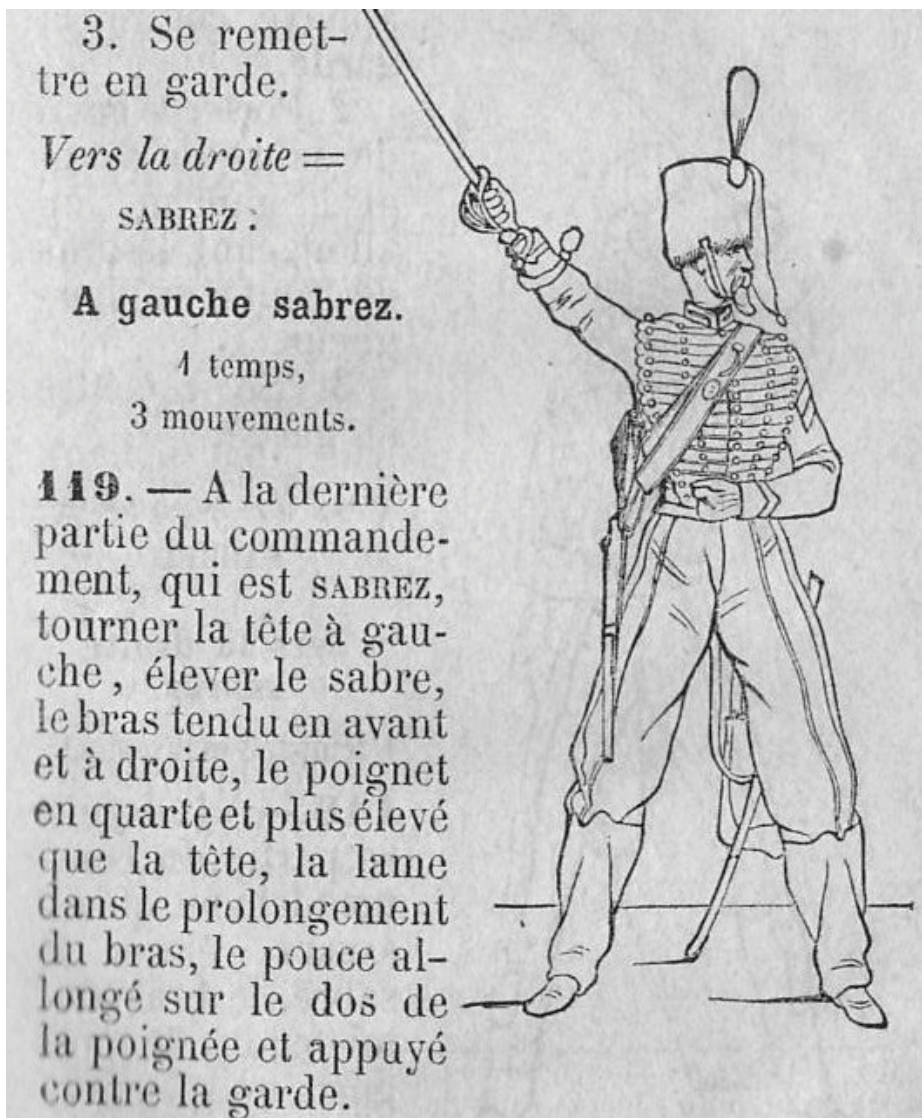 3. Se remet-
tre en garde.
Vers la droite =
SABREZ :
A gauche sabrez.
1 temps,
3 mouvements.
119. — A la dernière
partie du commande-
ment, qui est SABREZ,
tourner la tête à gau-
che, élever le sabre,
le bras tendu en avant
et à droite, le poignet
en quarte et plus élevé
que la tête, la lame
dans le prolongement
du bras, le pouce al-
longé sur le dos de
la poignée et appuyé
contre la garde.